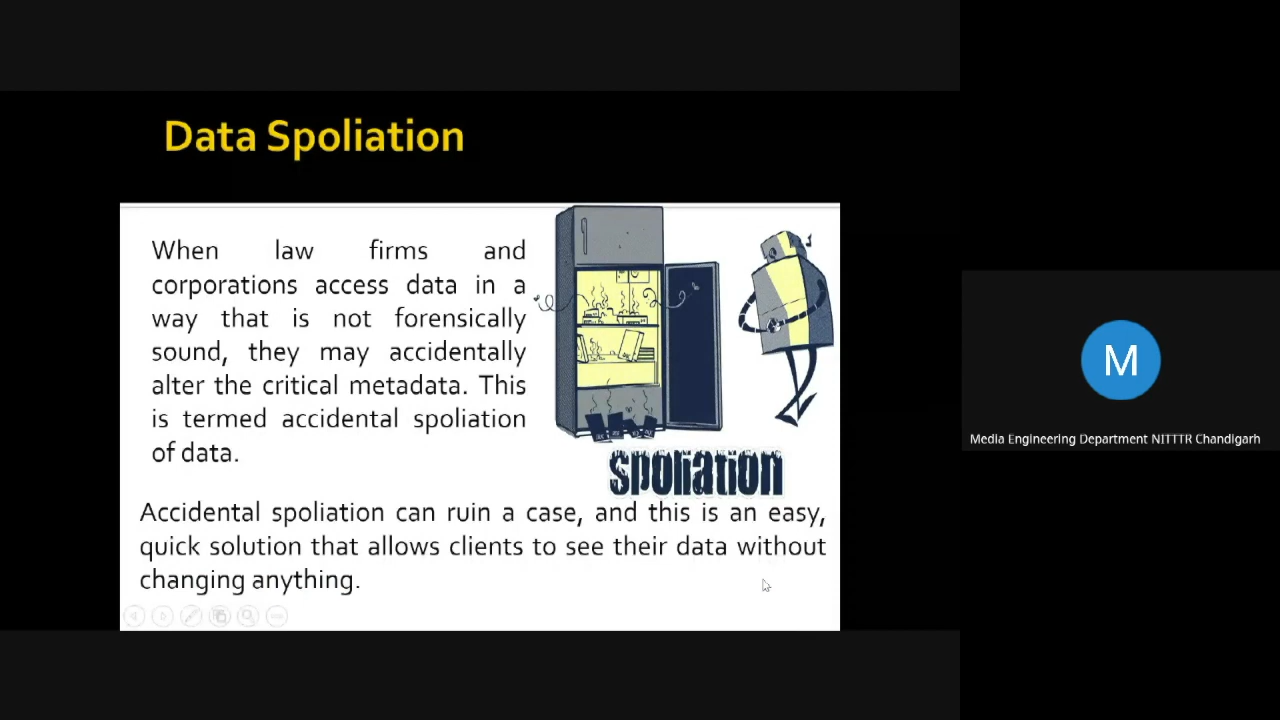 Data Spoliation
When law firms and
corporations access data in a
way that is not forensically
sound, they may accidentally
alter the critical metadata. This
is termed accidental spoliation
of data.
spoliation
Accidental spoliation can ruin a case, and this is an easy,
quick solution that allows clients to see their data without
changing anything.
M
Media Engineering Department NITTTR Chandigarh